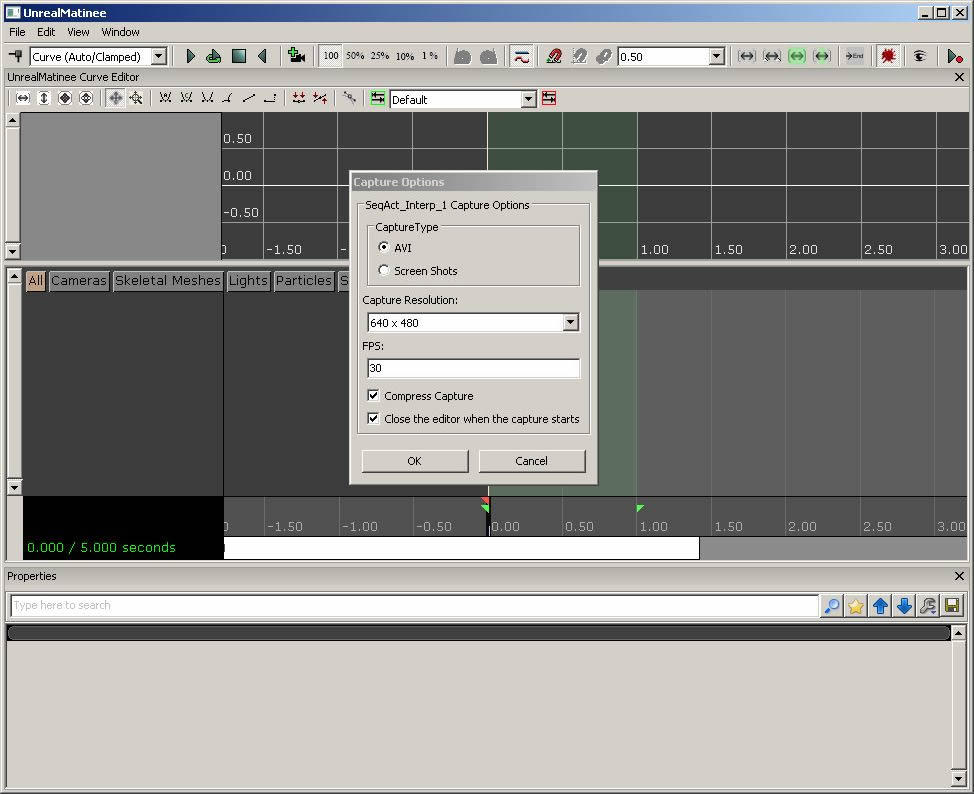 UnrealMatinee
File Edit View Window
Curve (Auto/Clamped) 100 50% 25% 10% 1 % 0.50 End
UnrealMatinee Curve Editor
Default
0.50
0.00
-0.50
-1.50 -1.00 1.00 1.50 2.00 2.50 3.00
Capture Options
SeqAct_Interp_1 Capture Options
CaptureType
AVI
Screen Shots
Capture Resolution:
640 x 480
FPS:
30
Compress Capture
Close the editor when the capture starts
OK Cancel
All Cameras Skeletal Meshes Lights Particles S
-1.50 -1.00 -0.50 0.00 0.50 1.00 1.50 2.00 2.50 3.00
0.000 / 5.000 seconds
Properties
Type here to search